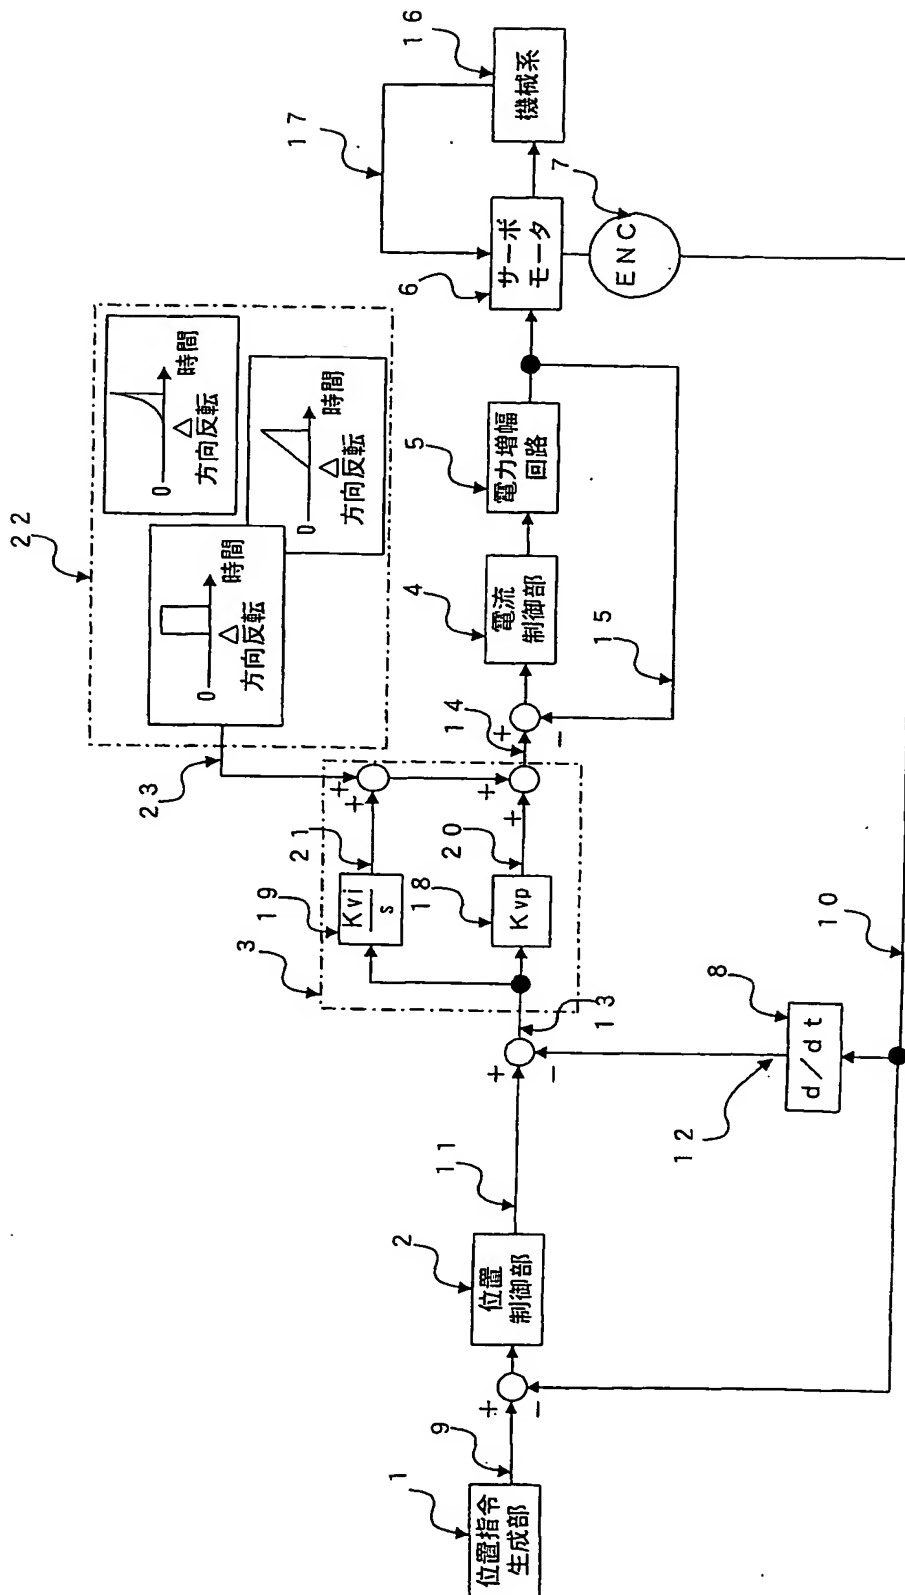 22
0
時間
△
方向反転
0
時間
△
方向反転
0
時間
△
方向反転
23
17
16
機械系
6
サーボ
モータ
7
ENC
5
電力増幅
回路
4
電流
制御部
15
14
+
−
3
19
Kvi
s
21
+
+
18
Kvp
20
+
+
13
+
−
11
2
位置
制御部
+
−
9
1
位置指令
生成部
12
8
d/dt
10